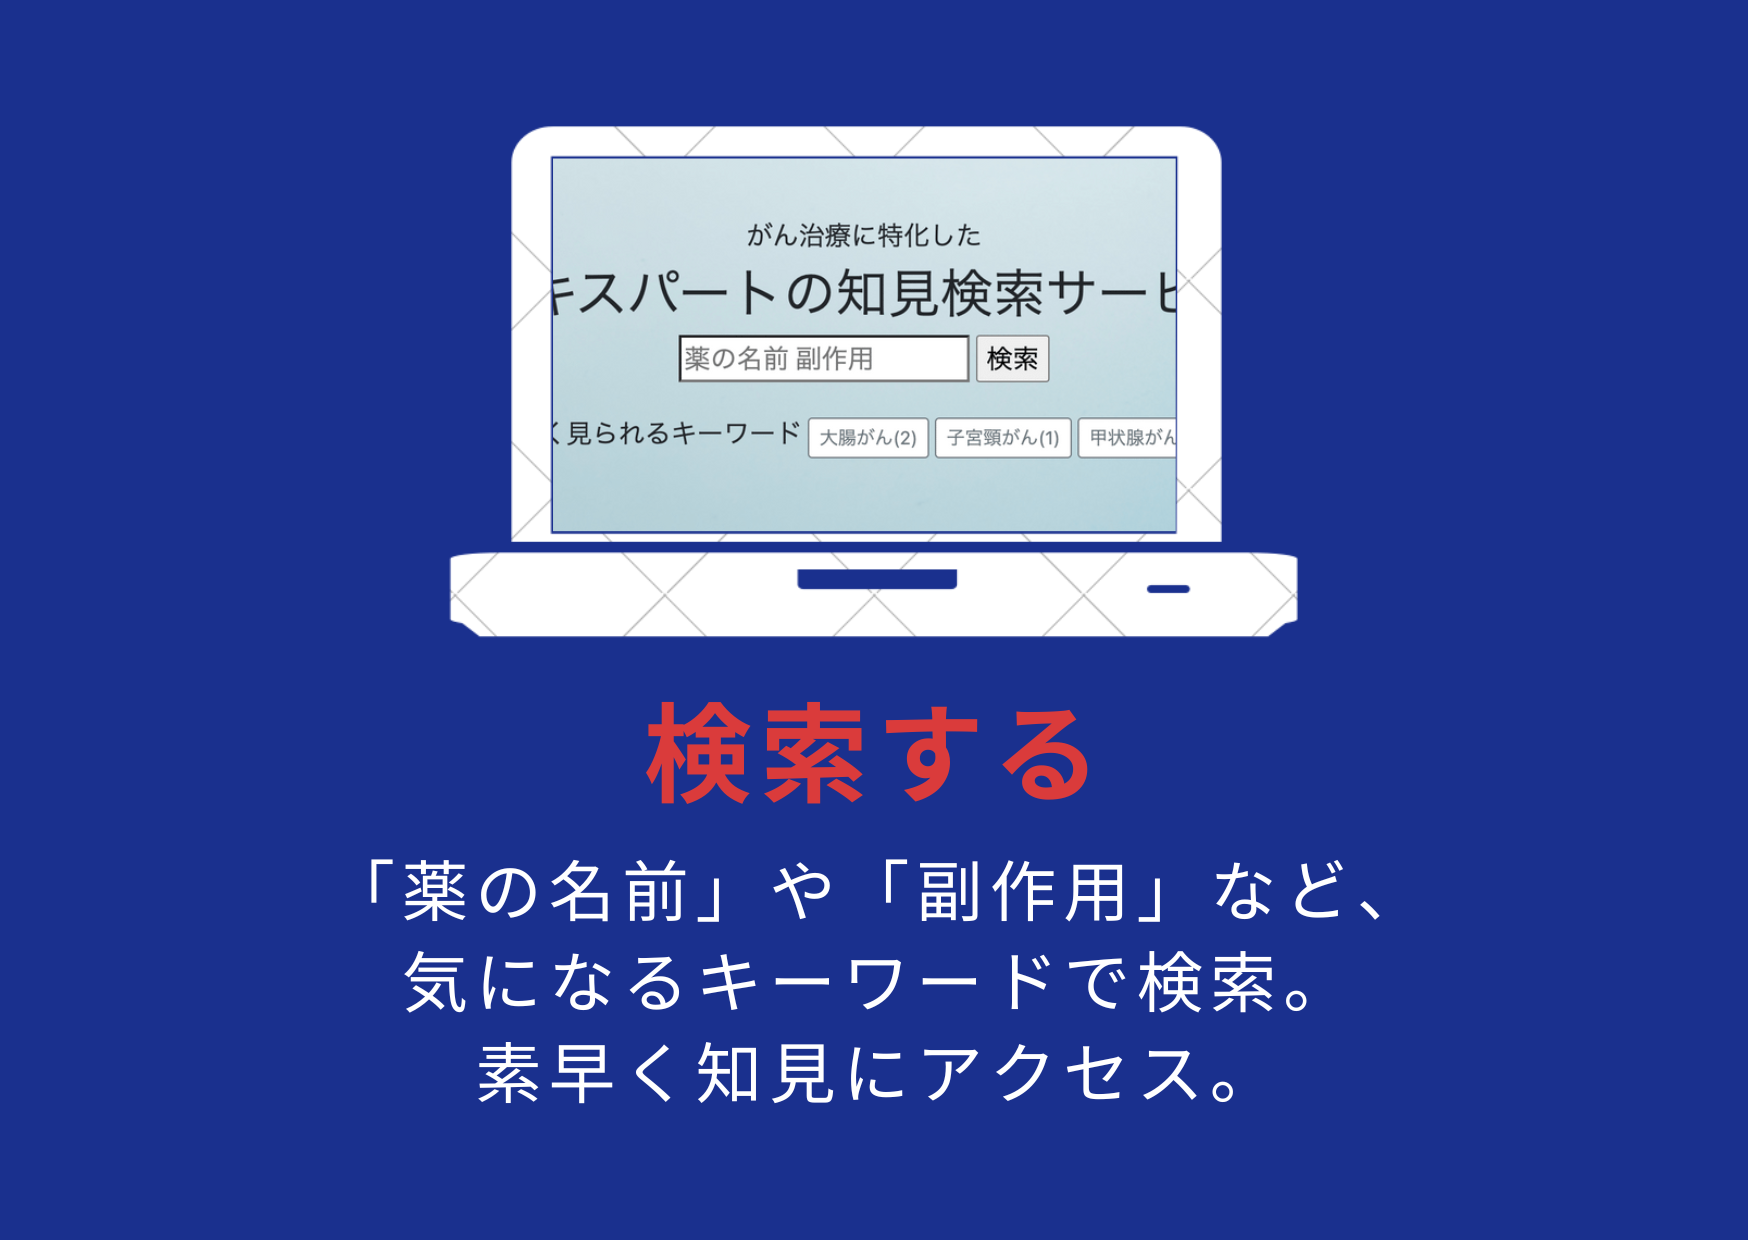 がん治療に特化した
キスパートの知見検索サービ
薬の名前 副作用 検索
く見られるキーワード 大腸がん(2) 子宮頸がん(1) 甲状腺がん
検索する
「薬の名前」や「副作用」など、
気になるキーワードで検索。
素早く知見にアクセス。